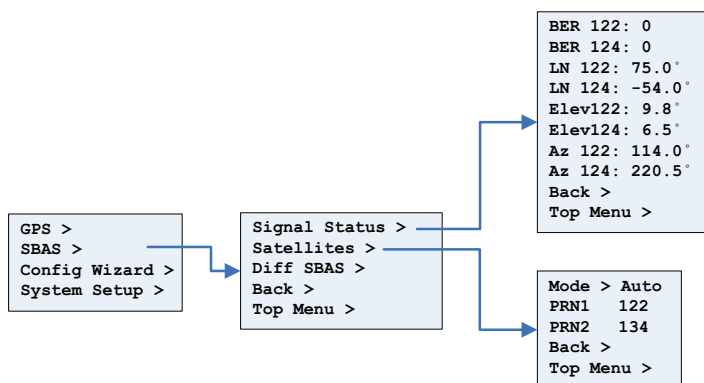 GPS >
SBAS >
Config Wizard >
System Setup >
Signal Status >
Satellites >
Diff SBAS >
Back >
Top Menu >
BER 122: 0
BER 124: 0
LN 122: 75.0°
LN 124: -54.0°
Elev122: 9.8°
Elev124: 6.5°
Az 122: 114.0°
Az 124: 220.5°
Back >
Top Menu >
Mode > Auto
PRN1 122
PRN2 134
Back >
Top Menu >